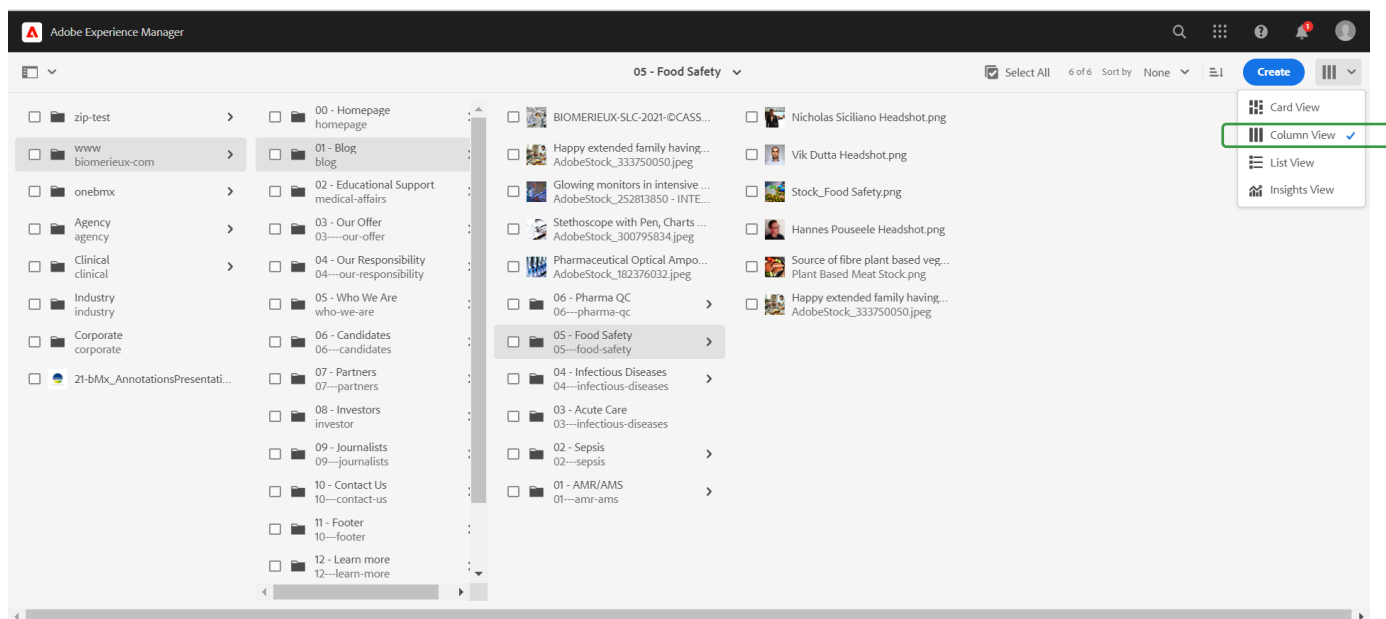 Adobe Experience Manager
05 - Food Safety
Select All
6 of 6
Sort by
None
Create
Card View
Column View
List View
Insights View
zip-test
www
biomerieux-com
onebmx
Agency
agency
Clinical
clinical
Industry
industry
Corporate
corporate
21-bMx_AnnotationsPresentati...
00 - Homepage
homepage
01 - Blog
blog
02 - Educational Support
medical-affairs
03 - Our Offer
03----our-offer
04 - Our Responsibility
04---our-responsibility
05 - Who We Are
who-we-are
06 - Candidates
06---candidates
07 - Partners
07---partners
08 - Investors
investor
09 - Journalists
09---journalists
10 - Contact Us
10---contact-us
11 - Footer
10---footer
12 - Learn more
12---learn-more
BIOMERIEUX-SLC-2021-©CASS...
Happy extended family having...
AdobeStock_333750050.jpeg
Glowing monitors in intensive ...
AdobeStock_252813850 - INTE...
Stethoscope with Pen, Charts ...
AdobeStock_300795834.jpeg
Pharmaceutical Optical Ampo...
AdobeStock_182376032.jpeg
06 - Pharma QC
06---pharma-qc
05 - Food Safety
05---food-safety
04 - Infectious Diseases
04---infectious-diseases
03 - Acute Care
03---infectious-diseases
02 - Sepsis
02---sepsis
01 - AMR/AMS
01---amr-ams
Nicholas Siciliano Headshot.png
Vik Dutta Headshot.png
Stock_Food Safety.png
Hannes Pouseele Headshot.png
Source of fibre plant based veg...
Plant Based Meat Stock.png
Happy extended family having...
AdobeStock_333750050.jpeg